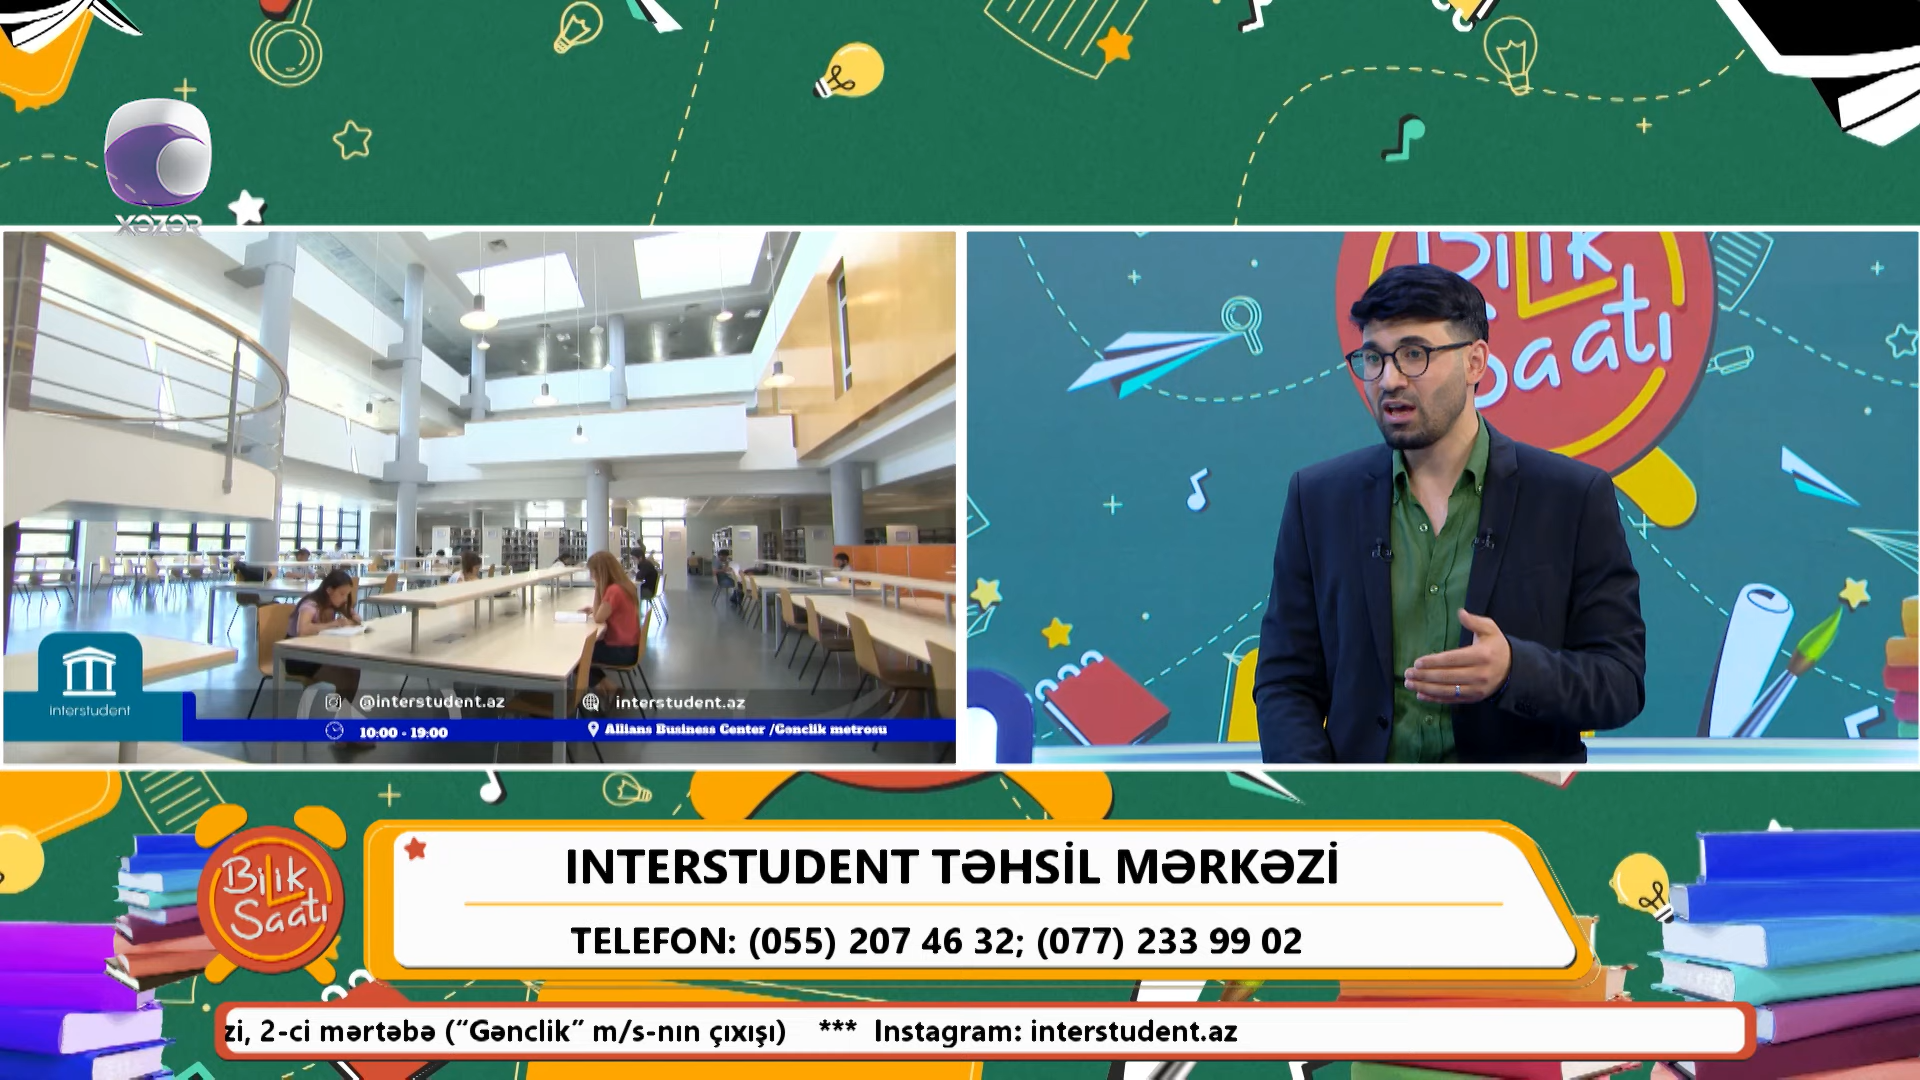 XƏZƏR
Bilik
Saatı
interstudent
@interstudent.az
interstudent.az
10:00 - 19:00
Allians Business Center /Gənclik metrosu
Bilik
Saatı
INTERSTUDENT TƏHSİL MƏRKƏZİ
TELEFON: (055) 207 46 32; (077) 233 99 02
zi, 2-ci mərtəbə (“Gənclik” m/s-nın çıxışı) *** Instagram: interstudent.az